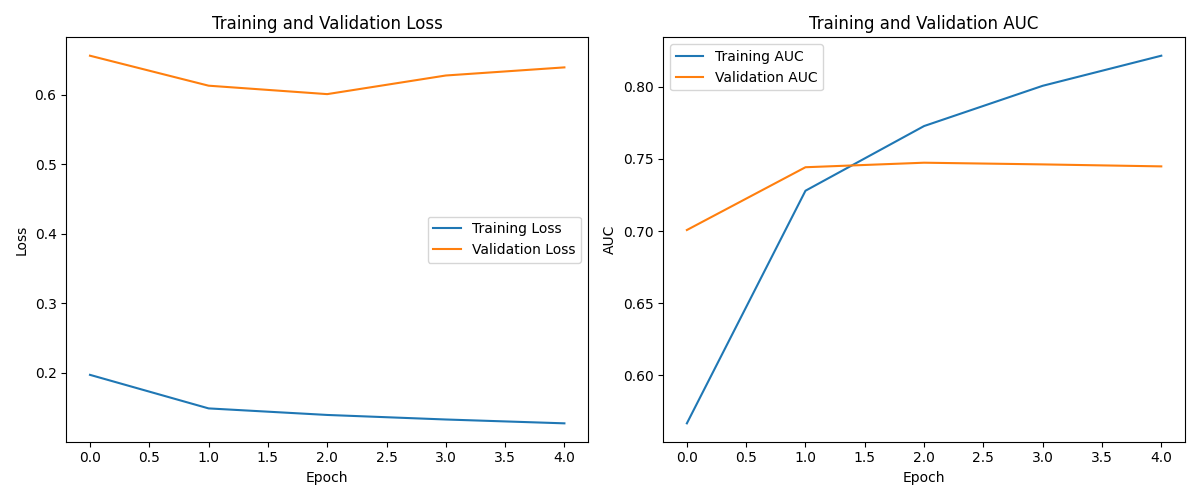 Training and Validation Loss
0.6
0.5
0.4
0.3
0.2
Loss
Training Loss
Validation Loss
0.0 0.5 1.0 1.5 2.0 2.5 3.0 3.5 4.0
Epoch
Training and Validation AUC
Training AUC
Validation AUC
0.80
0.75
0.70
0.65
0.60
AUC
0.0 0.5 1.0 1.5 2.0 2.5 3.0 3.5 4.0
Epoch